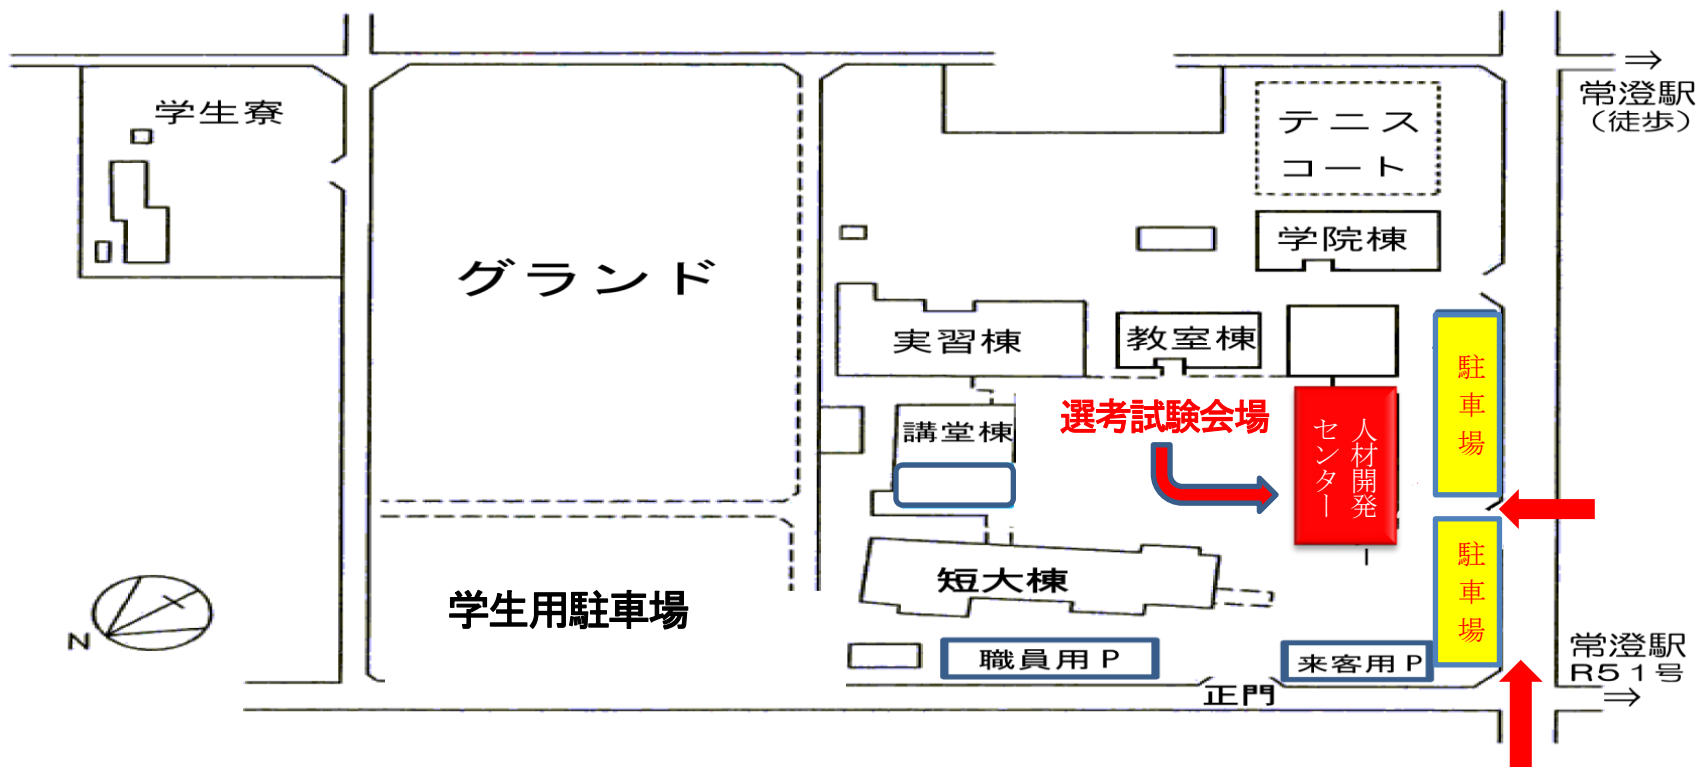 学生寮
グランド
テニス
コート
⇒
常澄駅
（徒歩）
学院棟
実習棟
教室棟
講堂棟
選考試験会場
人材開発
センター
駐車場
駐車場
短大棟
学生用駐車場
N
職員用P
来客用P
正門
常澄駅
R51号
⇒